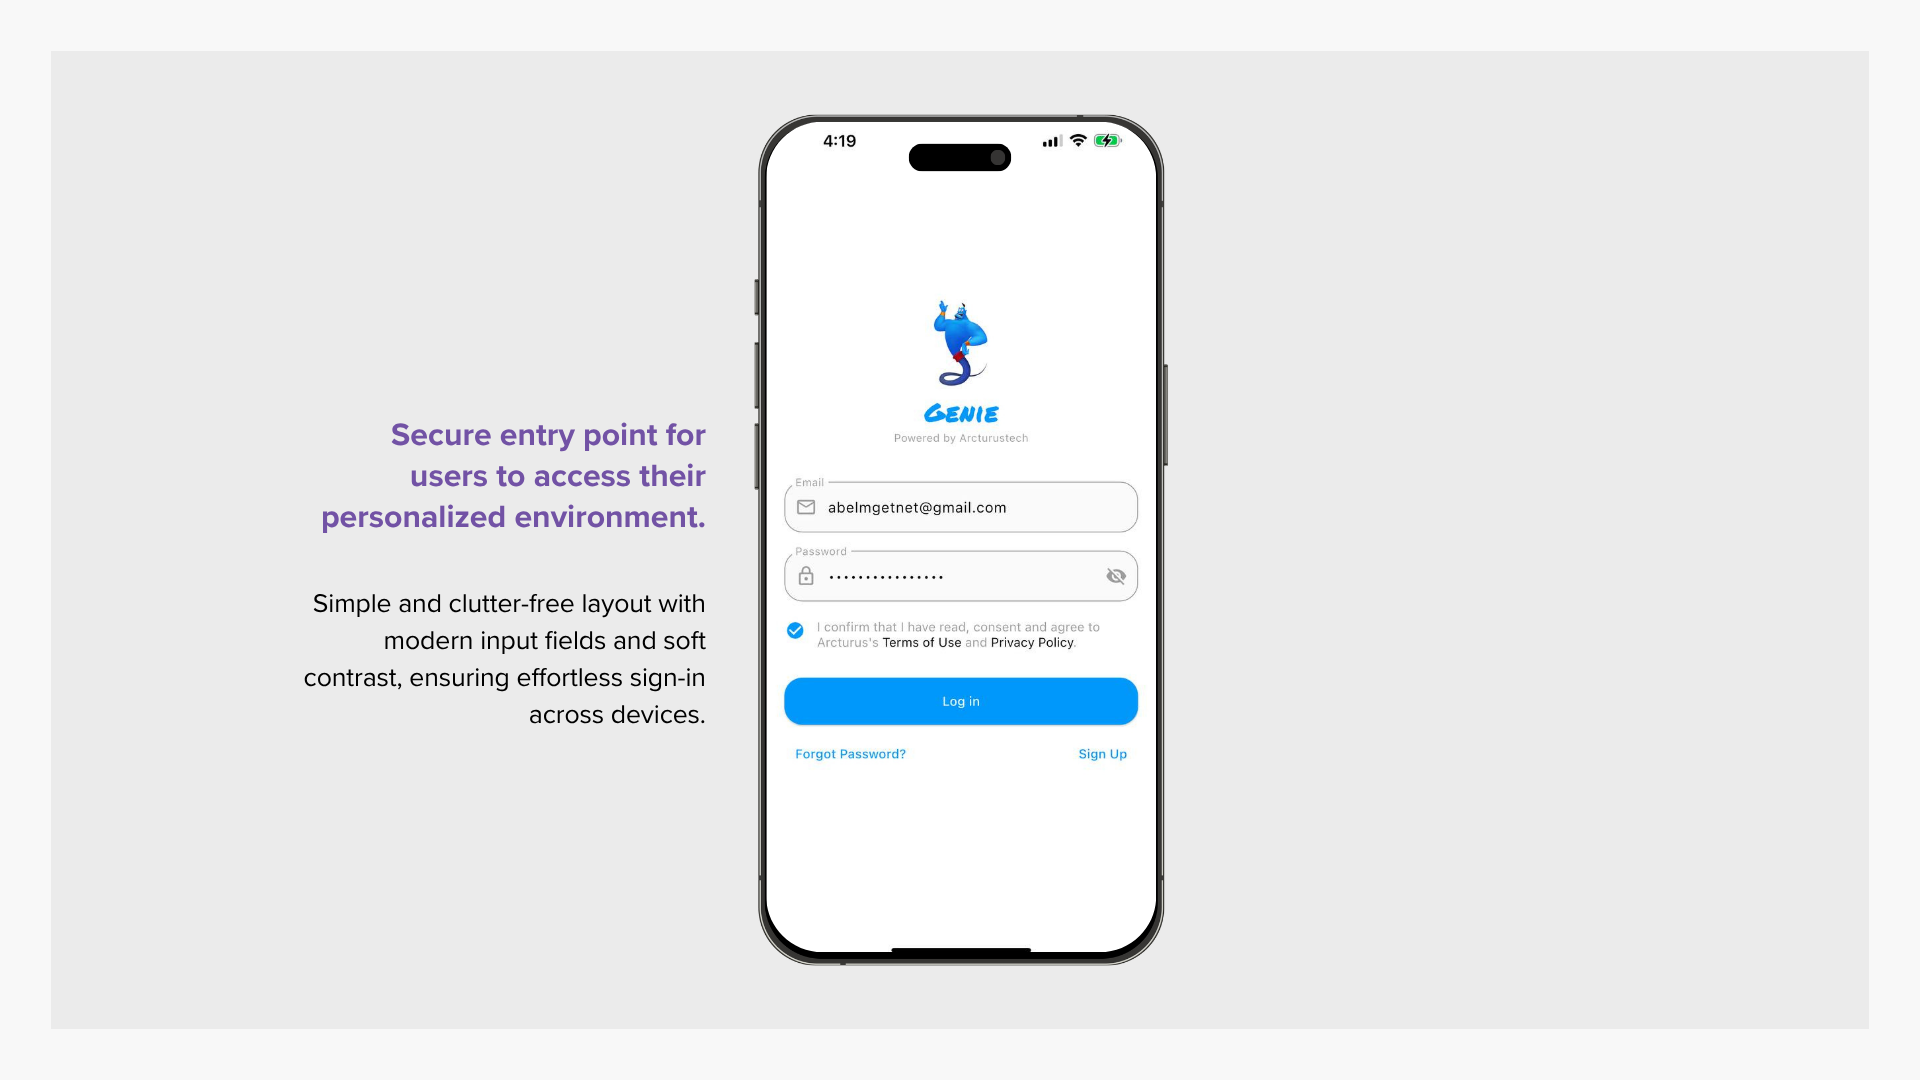 Secure entry point for
users to access their
personalized environment.
Simple and clutter-free layout with
modern input fields and soft
contrast, ensuring effortless sign-in
across devices.
4:19
GENIE
Powered by Arcturustech
Email
abelmgetnet@gmail.com
Password
••••••••••••••••
I confirm that I have read, consent and agree to
Arcturus's Terms of Use and Privacy Policy.
Log in
Forgot Password?
Sign Up